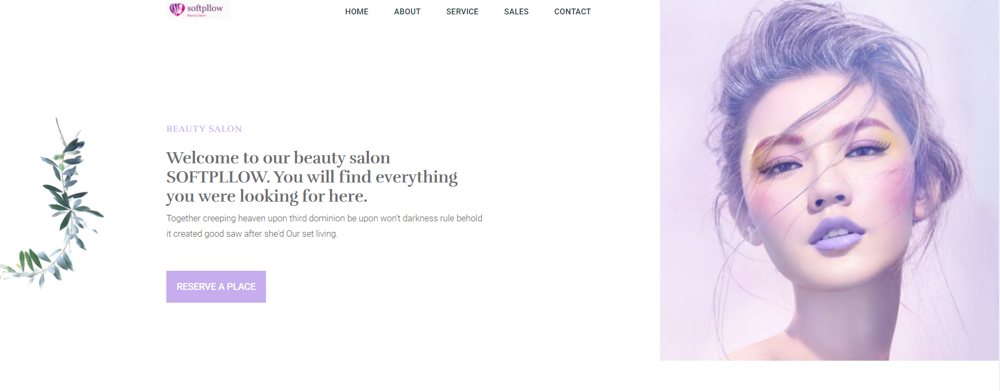 softpllow
Beauty Salon
HOME ABOUT SERVICE SALES CONTACT
BEAUTY SALON
Welcome to our beauty salon
SOFTPLLOW. You will find everything
you were looking for here.
Together creeping heaven upon third dominion be upon won't darkness rule behold
it created good saw after she'd Our set living.
RESERVE A PLACE